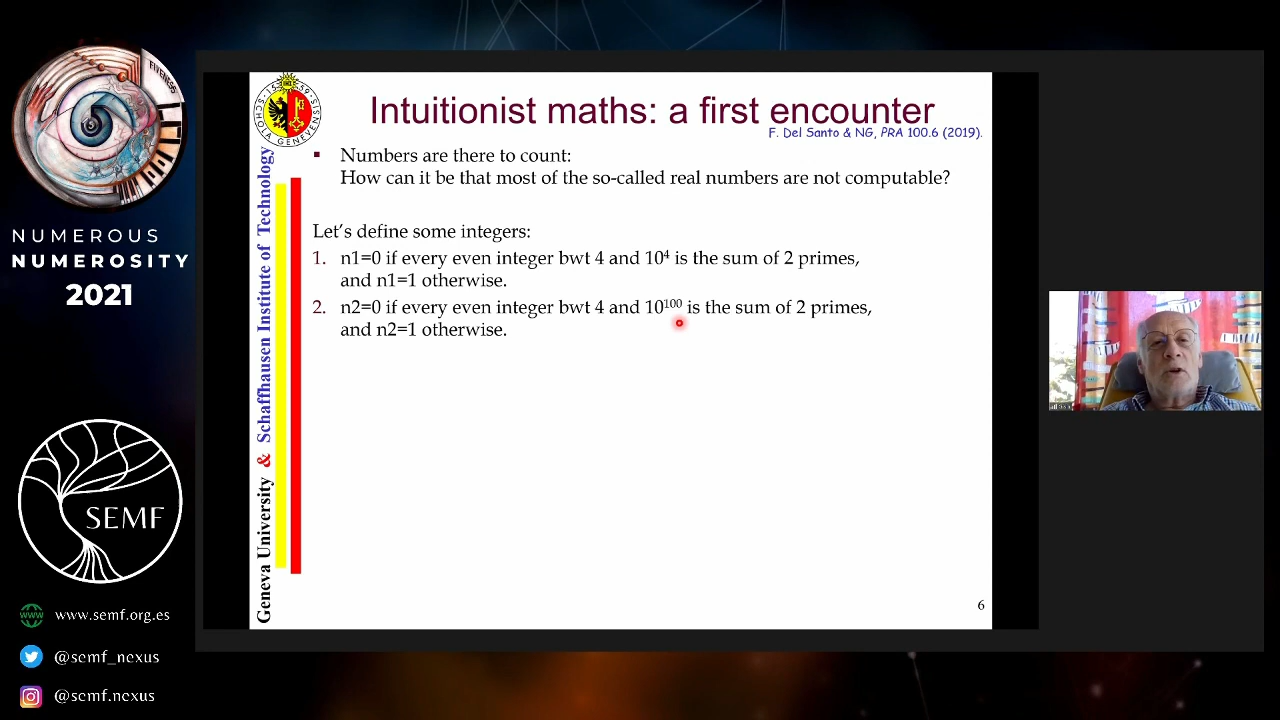 FIVENESS
NUMEROUS
NUMEROSITY
2021
SEMF
www.semf.org.es
@semf_nexus
@semf.nexus
SCHOLA GENEVENSIS
1559
Geneva University & Schaffhausen Institute of Technology
Intuitionist maths: a first encounter
F. Del Santo & NG, PRA 100.6 (2019).
▪ Numbers are there to count:
How can it be that most of the so-called real numbers are not computable?
Let's define some integers:
1. n1=0 if every even integer bwt 4 and 10⁴ is the sum of 2 primes,
and n1=1 otherwise.
2. n2=0 if every even integer bwt 4 and 10¹⁰⁰ is the sum of 2 primes,
and n2=1 otherwise.
6